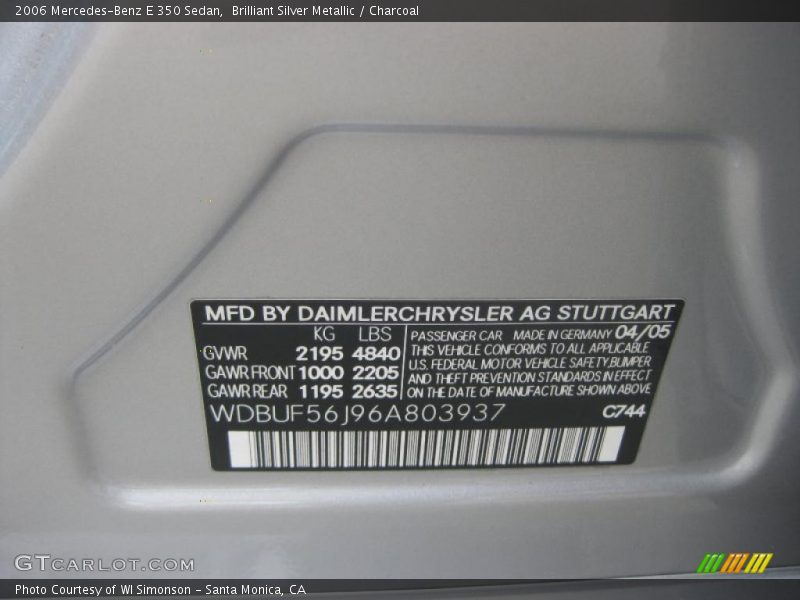 2006 Mercedes-Benz E 350 Sedan,  Brilliant Silver Metallic / Charcoal
MFD BY DAIMLERCHRYSLER AG STUTTGART
KG LBS
GVWR 2195 4840
GAWR FRONT 1000 2205
GAWR REAR 1195 2635
PASSENGER CAR MADE IN GERMANY 04/05
THIS VEHICLE CONFORMS TO ALL APPLICABLE
U.S. FEDERAL MOTOR VEHICLE SAFETY,BUMPER
AND THEFT PREVENTION STANDARDS IN EFFECT
ON THE DATE OF MANUFACTURE SHOWN ABOVE
WDBUF56J96A803937 C744
GTCARLOT.COM
Photo Courtesy of WI Simonson - Santa Monica, CA